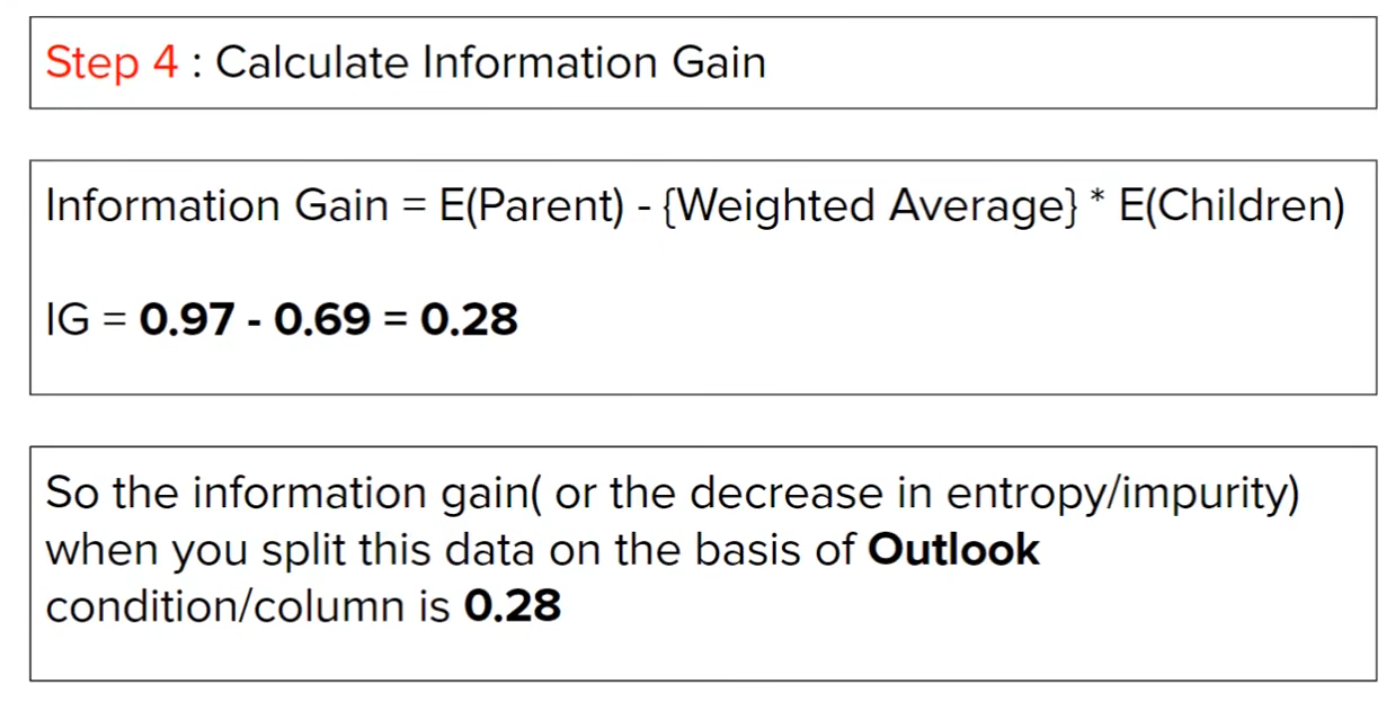 Step 4 : Calculate Information Gain
Information Gain = E(Parent) - {Weighted Average} * E(Children)
IG = 0.97 - 0.69 = 0.28
So the information gain( or the decrease in entropy/impurity)
when you split this data on the basis of Outlook
condition/column is 0.28